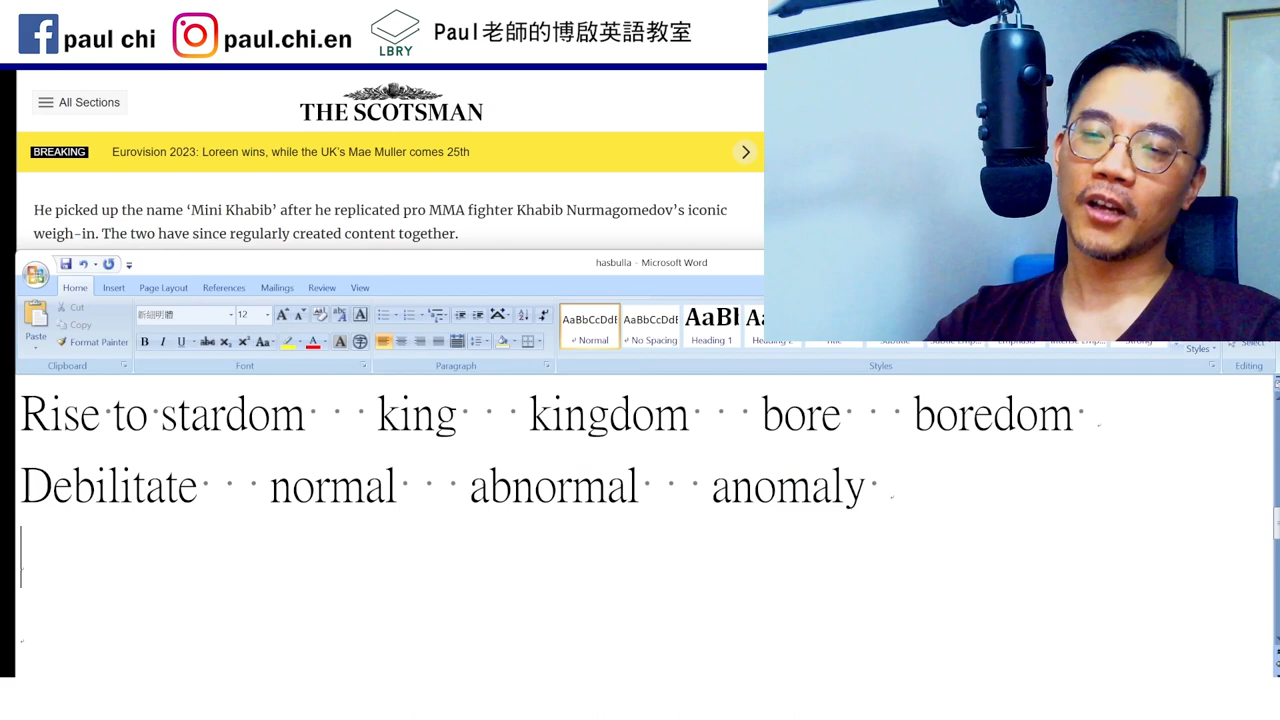 paul chi
paul.chi.en
LBRY
Paul老師的博啟英語教室
All Sections
THE SCOTSMAN
BREAKING
Eurovision 2023: Loreen wins, while the UK's Mae Muller comes 25th
He picked up the name ‘Mini Khabib’ after he replicated pro MMA fighter Khabib Nurmagomedov’s iconic
weigh-in. The two have since regularly created content together.
hasbulla - Microsoft Word
Home Insert Page Layout References Mailings Review View
Paste
Cut
Copy
Format Painter
新細明體 12
AaBbCcDdE AaBbCcDdE AaBb
Normal No Spacing Heading 1
Styles
Clipboard Font Paragraph Styles Editing
Rise to stardom king kingdom bore boredom
Debilitate normal abnormal anomaly